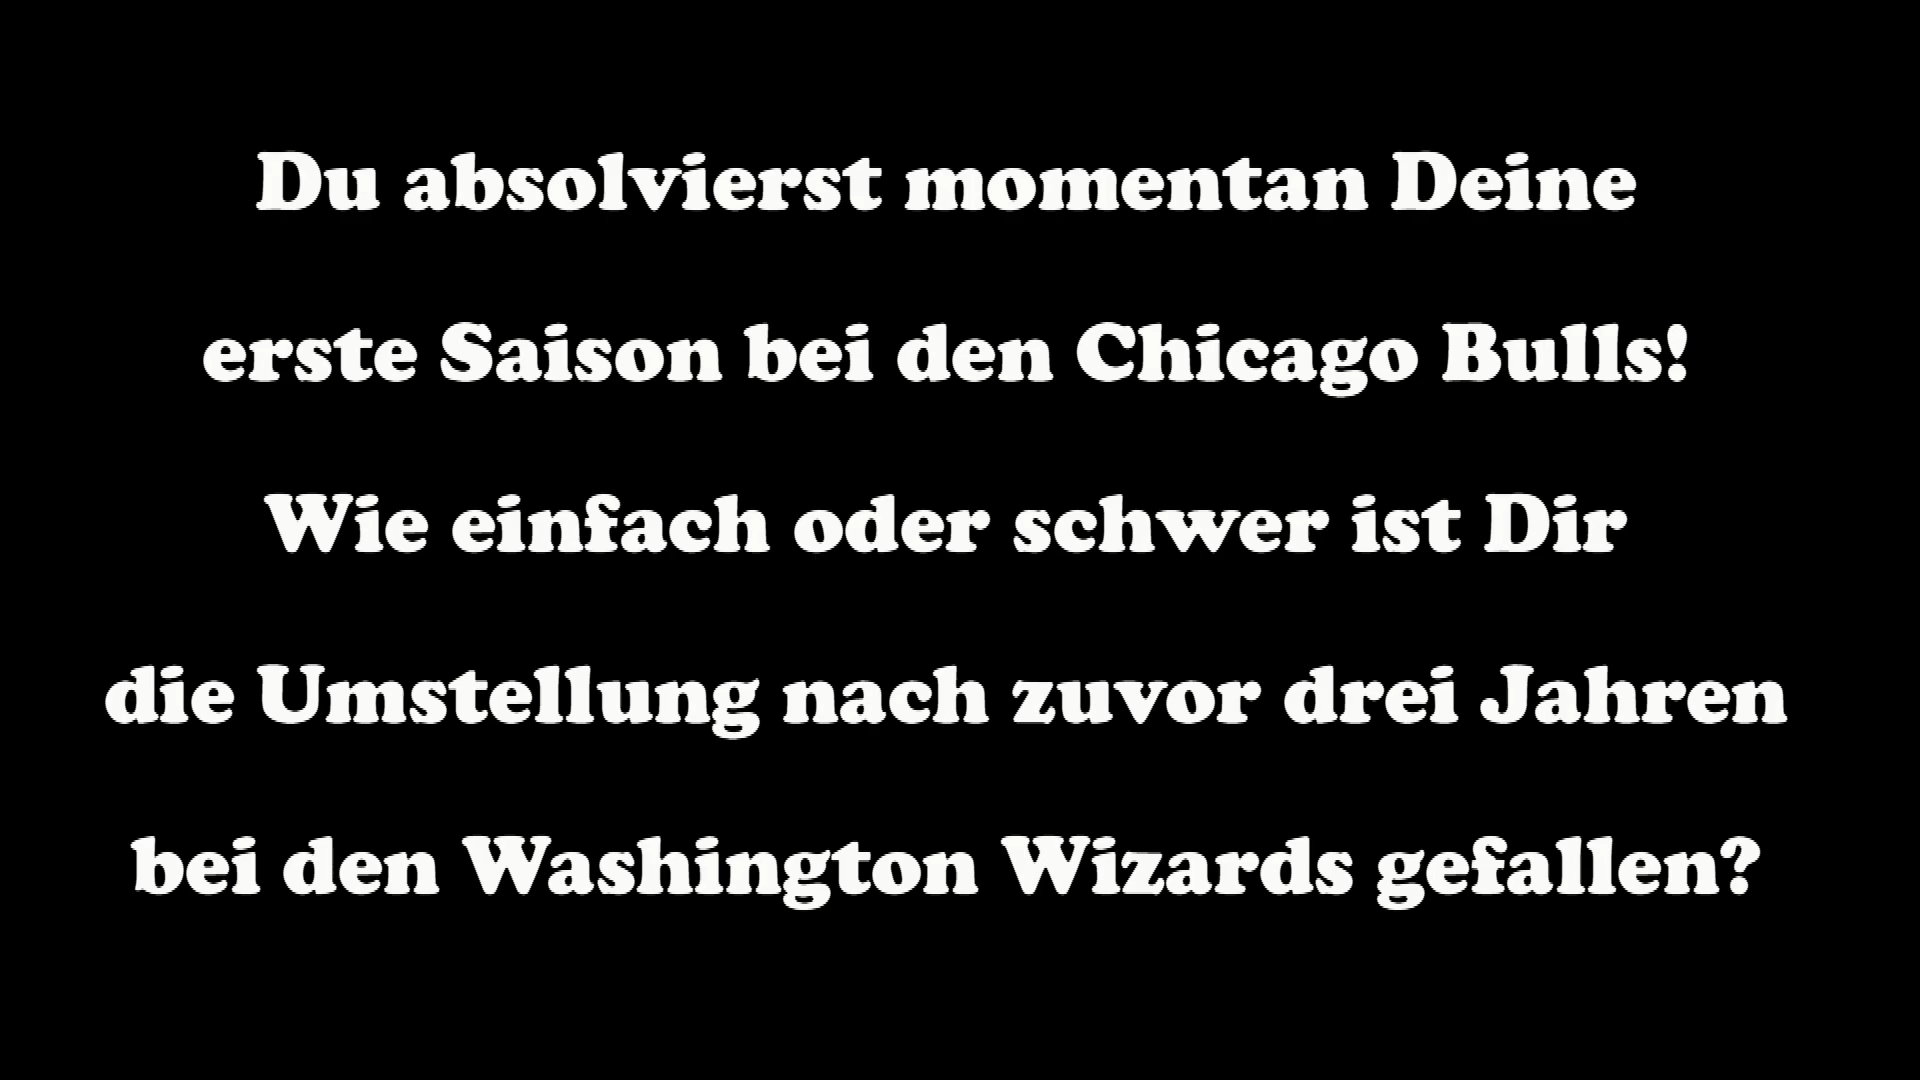 Du absolvierst momentan Deine
erste Saison bei den Chicago Bulls!
Wie einfach oder schwer ist Dir
die Umstellung nach zuvor drei Jahren
bei den Washington Wizards gefallen?